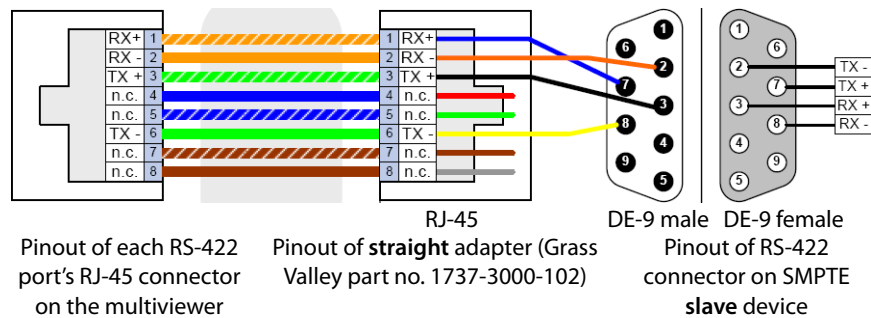 RX+ 1
RX - 2
TX + 3
n.c. 4
n.c. 5
TX - 6
n.c. 7
n.c. 8
1 RX+
2 RX -
3 TX +
4 n.c.
5 n.c.
6 TX -
7 n.c.
8 n.c.
1
6
2
7
3
8
4
9
5
1
6
2
7
3
8
4
9
5
TX -
TX +
RX +
RX -
RJ-45
DE-9 male
DE-9 female
Pinout of each RS-422
port's RJ-45 connector
on the multiviewer
Pinout of straight adapter (Grass
Valley part no. 1737-3000-102)
Pinout of RS-422
connector on SMPTE
slave device